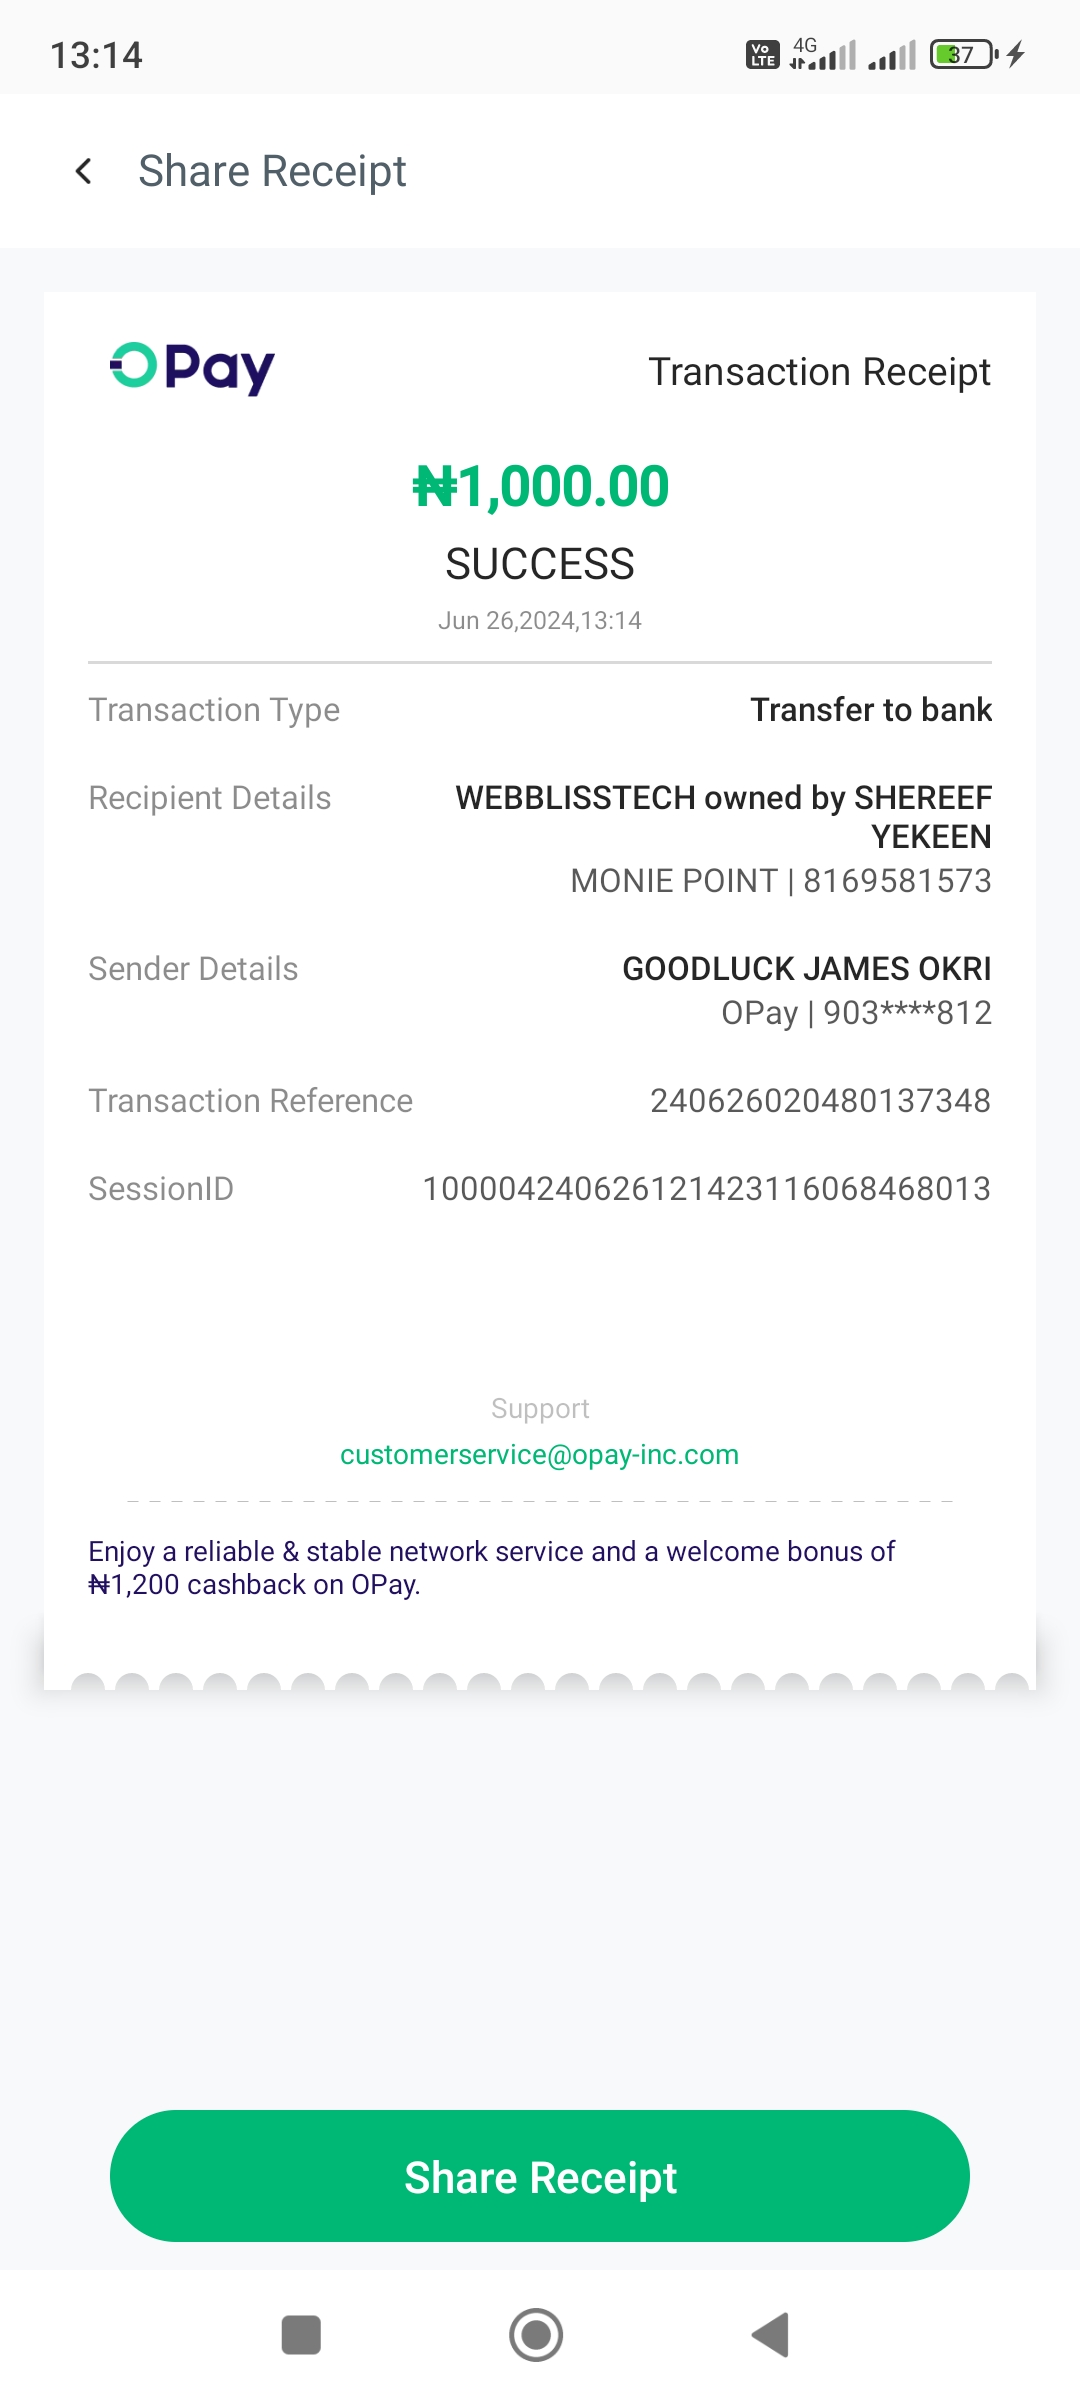 13:14
Vo LTE 4G 37
Share Receipt
OPay
Transaction Receipt
₦1,000.00
SUCCESS
Jun 26,2024,13:14
Transaction Type Transfer to bank
Recipient Details WEBBLISSTECH owned by SHEREEF
YEKEEN
MONIE POINT | 8169581573
Sender Details GOODLUCK JAMES OKRI
OPay | 903****812
Transaction Reference 240626020480137348
SessionID 100004240626121423116068468013
Support
customerservice@opay-inc.com
Enjoy a reliable & stable network service and a welcome bonus of
₦1,200 cashback on OPay.
Share Receipt